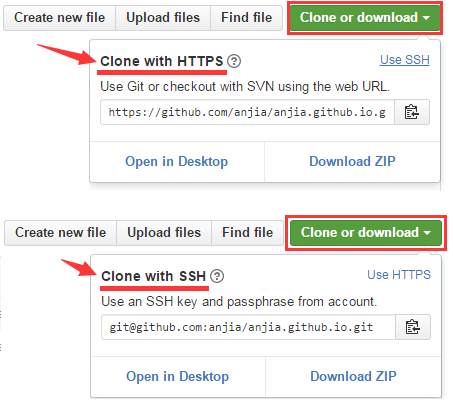 Create new file Upload files Find file Clone or download
Clone with HTTPS ? Use SSH
Use Git or checkout with SVN using the web URL.
https://github.com/anjia/anjia.github.io.g
Open in Desktop Download ZIP
Create new file Upload files Find file Clone or download
Clone with SSH ? Use HTTPS
Use an SSH key and passphrase from account.
git@github.com:anjia/anjia.github.io.git
Open in Desktop Download ZIP